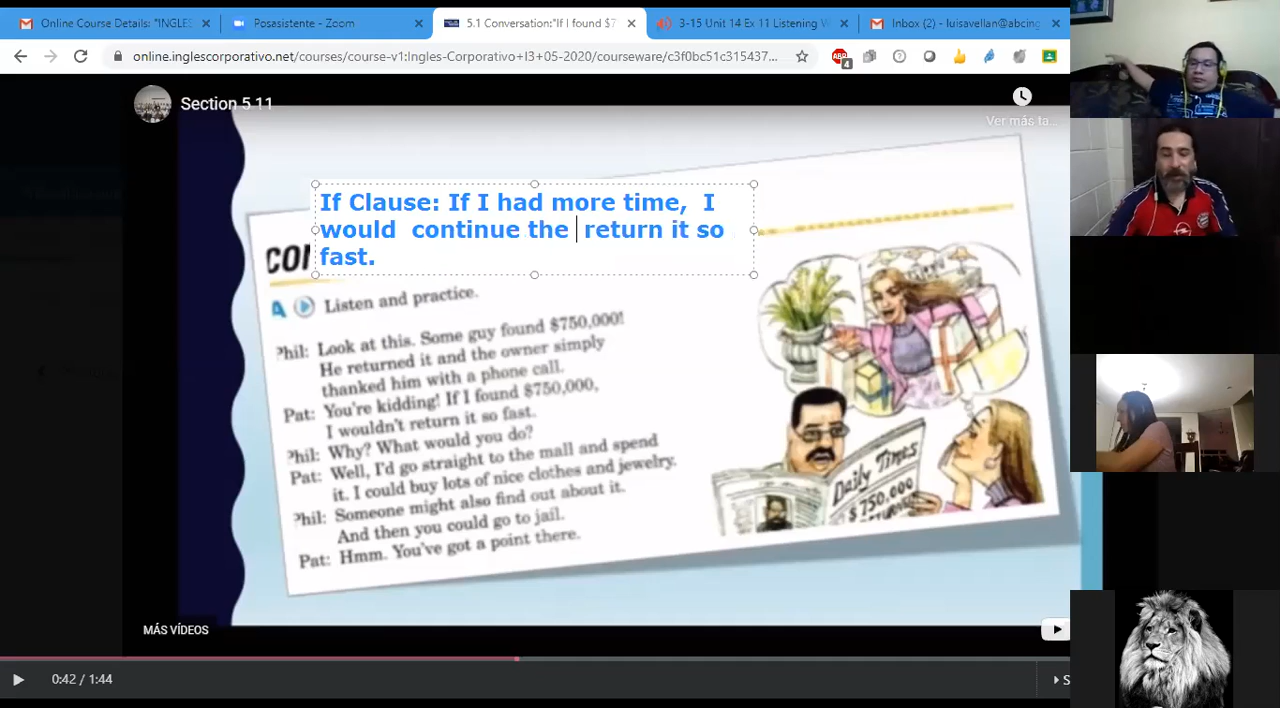 Online Course Details: "INGLES
Posasistente - Zoom
5.1 Conversation:"If I found $7
3-15 Unit 14 Ex 11 Listening W
Inbox (2) - luisavellan@abcing
online.inglescorporativo.net/courses/course-v1:Ingles-Corporativo+I3+05-2020/courseware/c3f0bc51c315437...
ABP
4
Section 5 11
Ver más ta...
If Clause: If I had more time, I
would continue the return it so
fast.
CO
A Listen and practice.
Phil: Look at this. Some guy found $750,000!
He returned it and the owner simply
thanked him with a phone call.
Pat: You're kidding! If I found $750,000,
I wouldn't return it so fast.
Phil: Why? What would you do?
Pat: Well, I'd go straight to the mall and spend
it. I could buy lots of nice clothes and jewelry.
Phil: Someone might also find out about it.
And then you could go to jail.
Pat: Hmm. You've got a point there.
Daily Times
$750,000
MÁS VÍDEOS
0:42 / 1:44
S